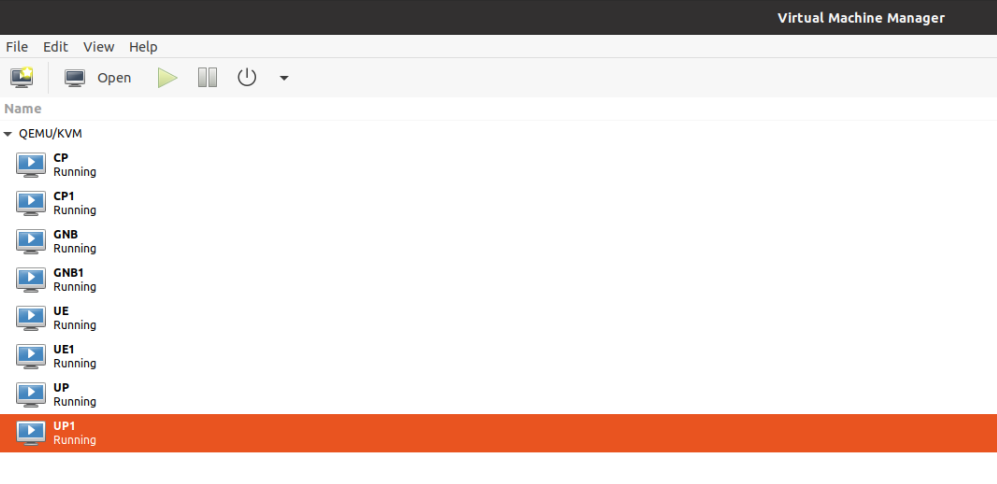 Virtual Machine Manager
File Edit View Help
Open
Name
QEMU/KVM
CP
Running
CP1
Running
GNB
Running
GNB1
Running
UE
Running
UE1
Running
UP
Running
UP1
Running